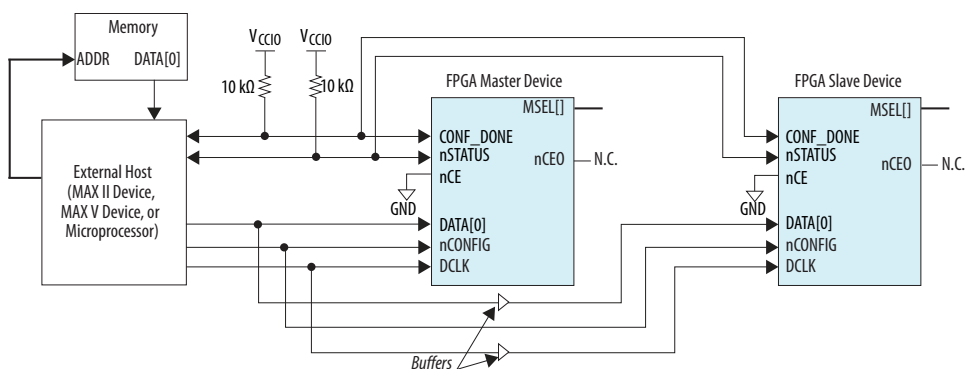 Memory
ADDR
DATA[0]
VCCIO
VCCIO
10 kΩ
10 kΩ
External Host
(MAX II Device,
MAX V Device, or
Microprocessor)
FPGA Master Device
MSEL[]
CONF_DONE
nSTATUS
nCE
nCEO
N.C.
GND
DATA[0]
nCONFIG
DCLK
FPGA Slave Device
MSEL[]
CONF_DONE
nSTATUS
nCE
nCEO
N.C.
GND
DATA[0]
nCONFIG
DCLK
Buffers